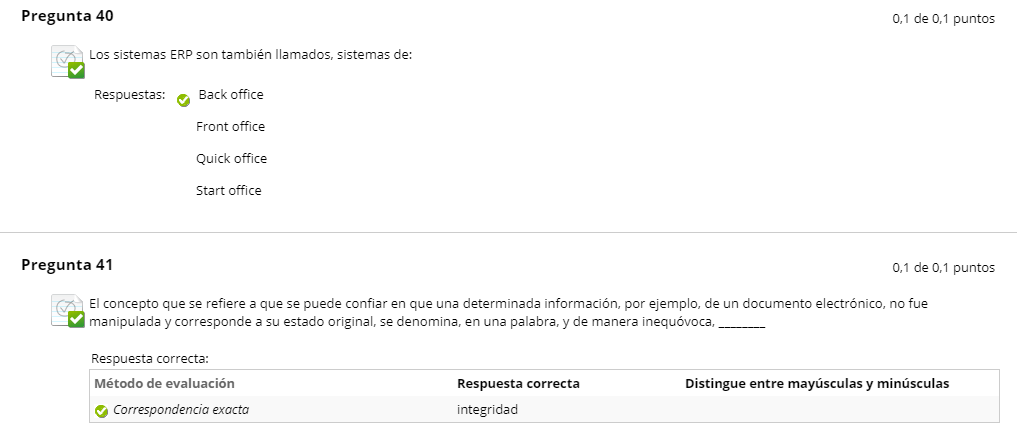 Pregunta 40
0,1 de 0,1 puntos
Los sistemas ERP son también llamados, sistemas de:
Respuestas: Back office
Front office
Quick office
Start office
Pregunta 41
0,1 de 0,1 puntos
El concepto que se refiere a que se puede confiar en que una determinada información, por ejemplo, de un documento electrónico, no fue
manipulada y corresponde a su estado original, se denomina, en una palabra, y de manera inequóvoca, ________
Respuesta correcta:
Método de evaluación Respuesta correcta Distingue entre mayúsculas y minúsculas
Correspondencia exacta integridad